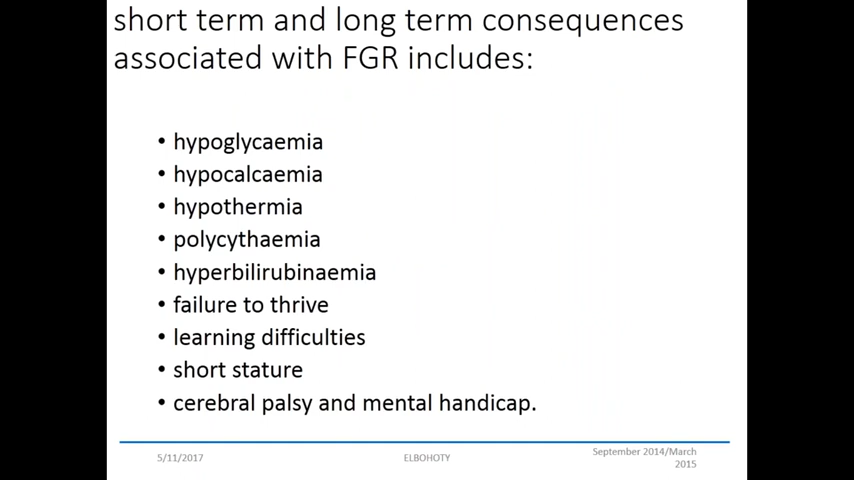 short term and long term consequences
associated with FGR includes:
• hypoglycaemia
• hypocalcaemia
• hypothermia
• polycythaemia
• hyperbilirubinaemia
• failure to thrive
• learning difficulties
• short stature
• cerebral palsy and mental handicap.
5/11/2017
ELBOHOTY
September 2014/March
2015